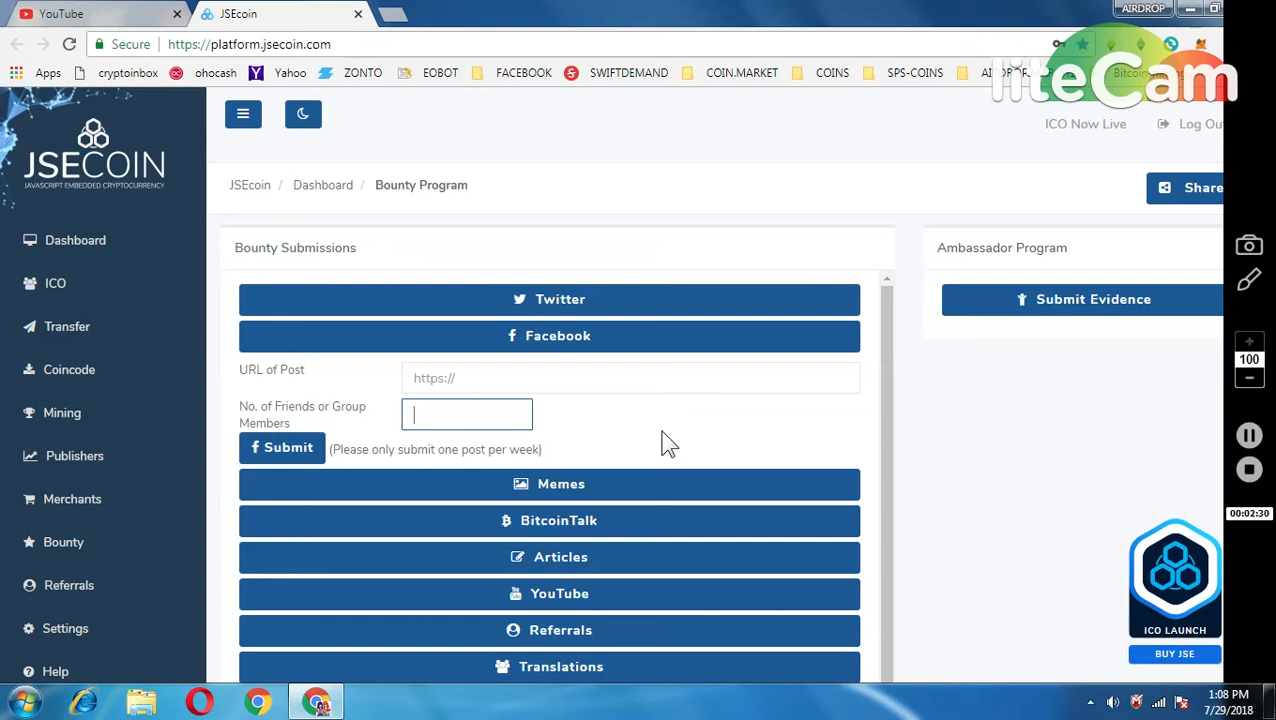 YouTube
JSEcoin
AIRDROP
Secure
https://platform.jsecoin.com
Apps
cryptoinbox
ohocash
Yahoo
ZONTO
EOBOT
FACEBOOK
SWIFTDEMAND
COIN.MARKET
COINS
SPS-COINS
liteCam
JSECOIN
JAVASCRIPT EMBEDDED CRYPTOCURRENCY
ICO Now Live
Log Ou
JSEcoin / Dashboard / Bounty Program
Share
Dashboard
ICO
Transfer
Coincode
Mining
Publishers
Merchants
Bounty
Referrals
Settings
Help
Bounty Submissions
Twitter
Facebook
URL of Post
https://
No. of Friends or Group
Members
Submit (Please only submit one post per week)
Memes
BitcoinTalk
Articles
YouTube
Referrals
Translations
Ambassador Program
Submit Evidence
100
00:02:30
ICO LAUNCH
BUY JSE
1:08 PM
7/29/2018